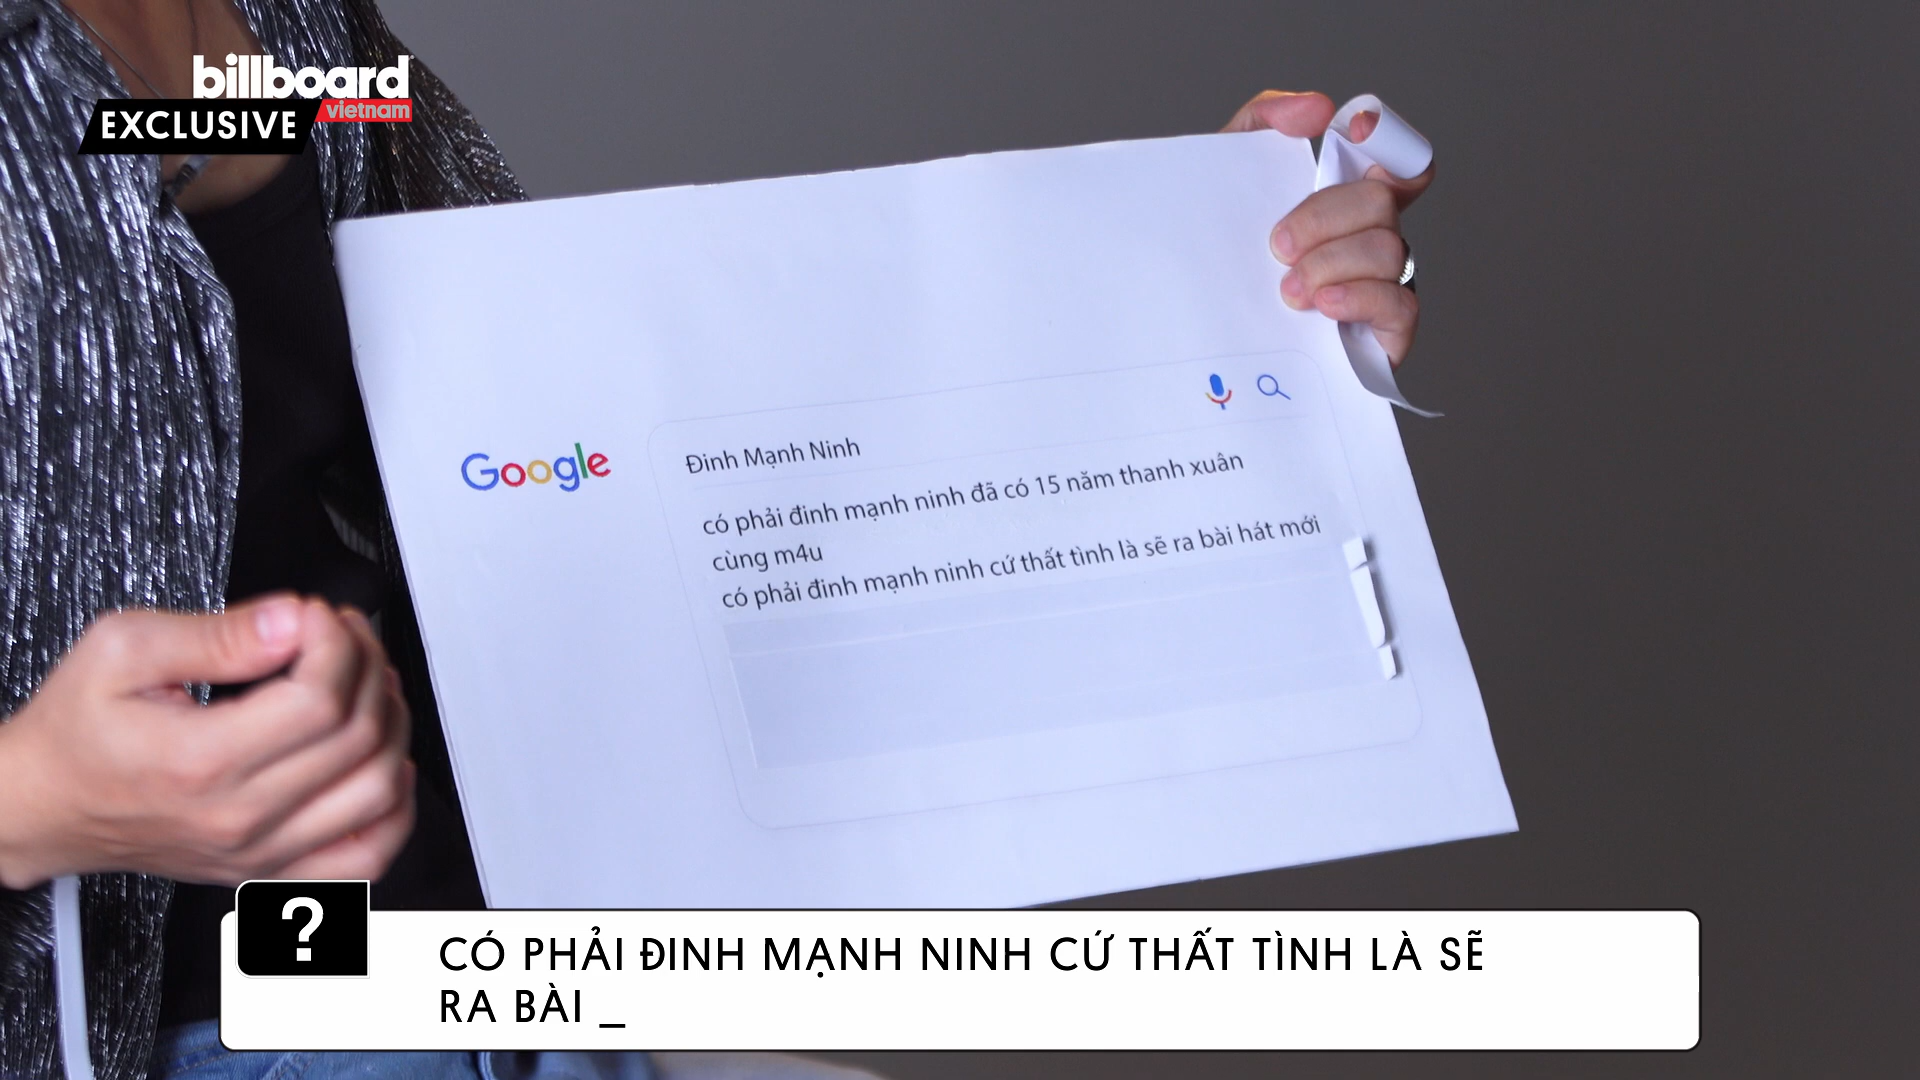 billboard
vietnam
EXCLUSIVE
Google
Đinh Mạnh Ninh
có phải đinh mạnh ninh đã có 15 năm thanh xuân
cùng m4u
có phải đinh mạnh ninh cứ thất tình là sẽ ra bài hát mới
?
CÓ PHẢI ĐINH MẠNH NINH CỨ THẤT TÌNH LÀ SẼ
RA BÀI _